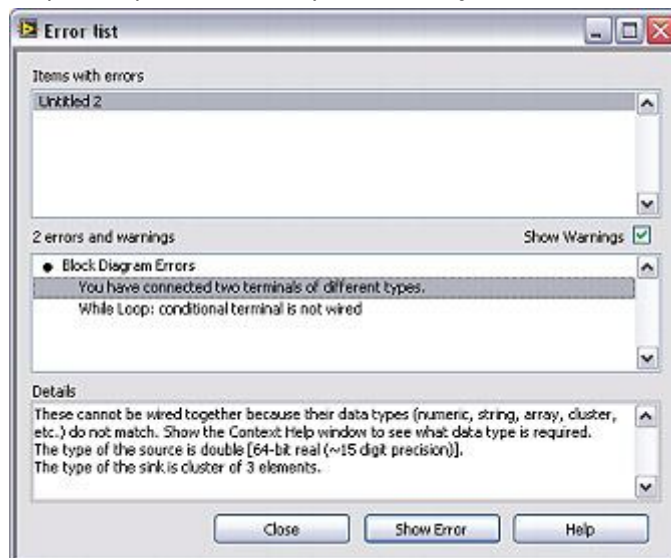 Error list
Items with errors
Untitled 2
2 errors and warnings
Show Warnings
Block Diagram Errors
You have connected two terminals of different types.
While Loop: conditional terminal is not wired
Details
These cannot be wired together because their data types (numeric, string, array, cluster,
etc.) do not match. Show the Context Help window to see what data type is required.
The type of the source is double [64-bit real (~15 digit precision)].
The type of the sink is cluster of 3 elements.
Close
Show Error
Help